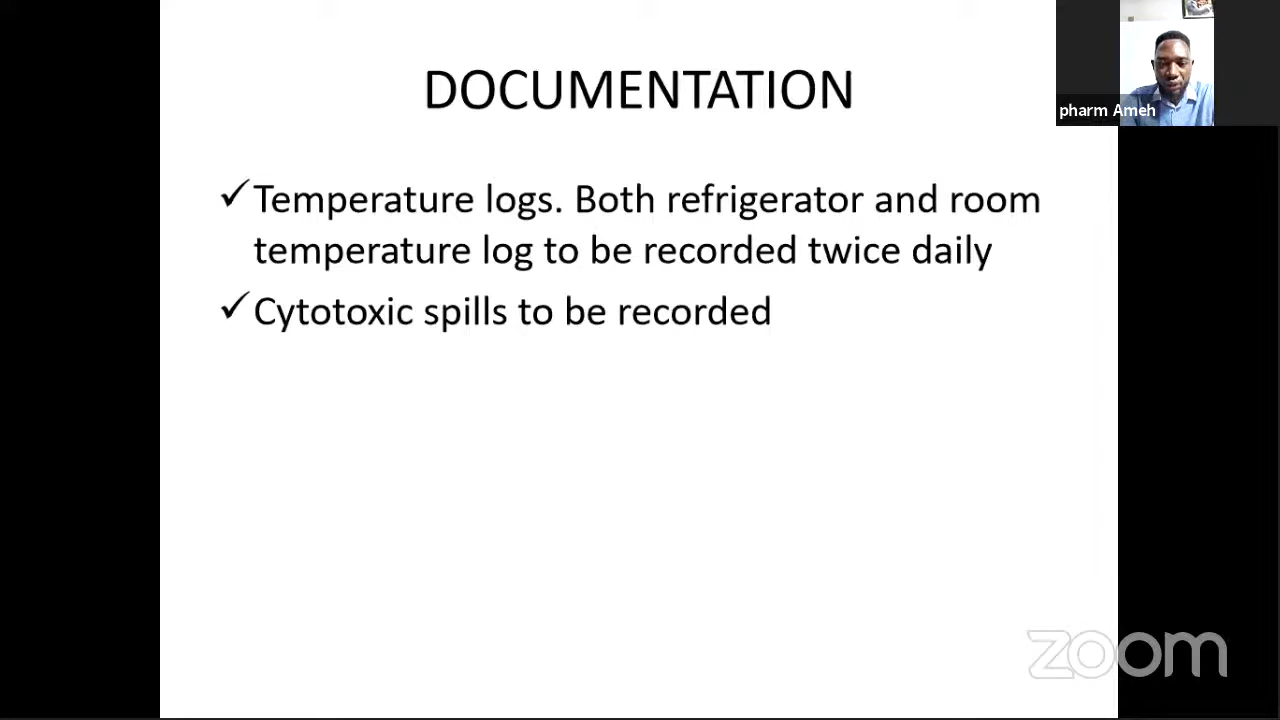 DOCUMENTATION
pharm Ameh
✓Temperature logs. Both refrigerator and room
temperature log to be recorded twice daily
✓Cytotoxic spills to be recorded
zoom